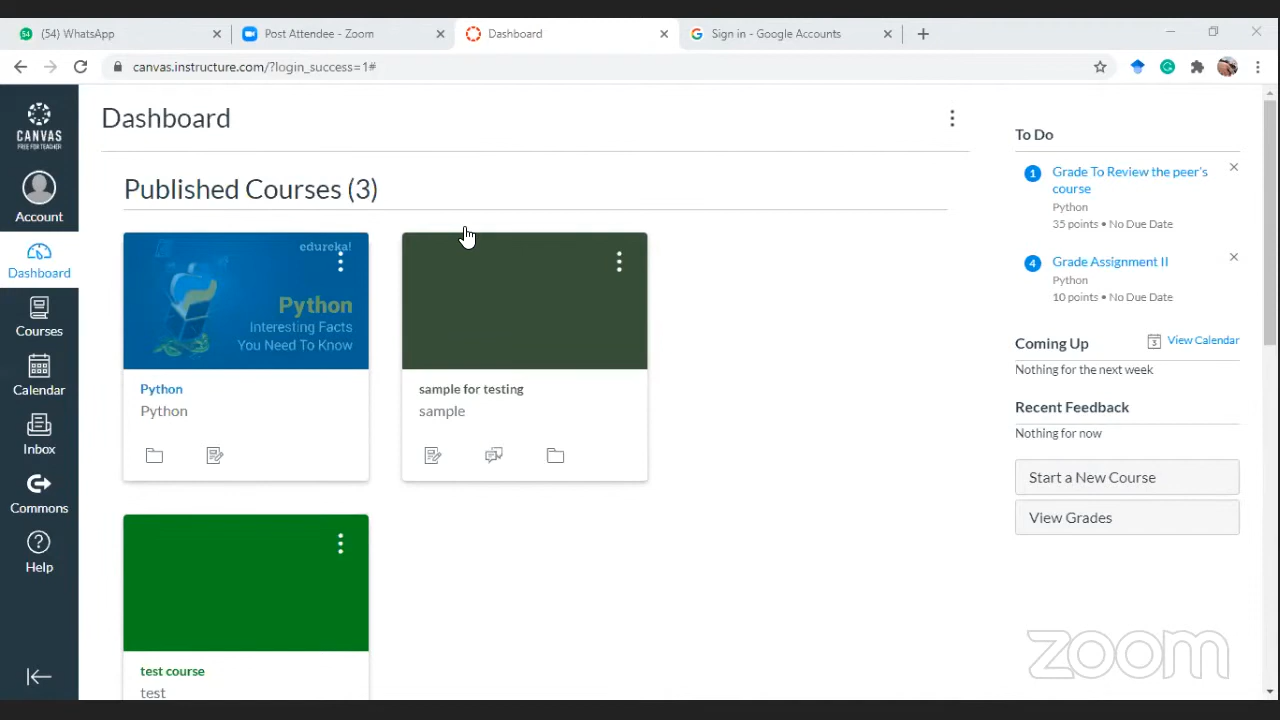 (54) WhatsApp
Post Attendee - Zoom
Dashboard
Sign in - Google Accounts
canvas.instructure.com/?login_success=1#
CANVAS
FREE FOR TEACHER
Account
Dashboard
Courses
Calendar
Inbox
Commons
Help
Dashboard
Published Courses (3)
edureka!
Python
Interesting Facts
You Need To Know
Python
Python
sample for testing
sample
test course
test
To Do
1
Grade To Review the peer's
course
Python
35 points • No Due Date
4
Grade Assignment II
Python
10 points • No Due Date
Coming Up
3
View Calendar
Nothing for the next week
Recent Feedback
Nothing for now
Start a New Course
View Grades
zoom